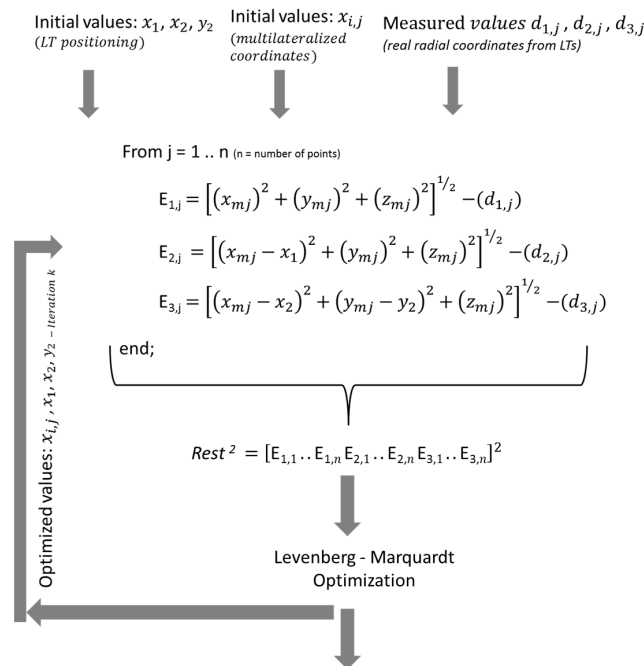 Initial values: x₁, x₂, y₂
(LT positioning)
Initial values: xᵢ,ⱼ
(multilateralized
coordinates)
Measured values d₁,ⱼ, d₂,ⱼ, d₃,ⱼ
(real radial coordinates from LTs)
From j = 1 .. n (n = number of points)
E₁,ⱼ = [(xₘⱼ)² + (yₘⱼ)² + (zₘⱼ)²]^1/2 −(d₁,ⱼ)
E₂,ⱼ = [(xₘⱼ − x₁)² + (yₘⱼ)² + (zₘⱼ)²]^1/2 −(d₂,ⱼ)
E₃,ⱼ = [(xₘⱼ − x₂)² + (yₘⱼ − y₂)² + (zₘⱼ)²]^1/2 −(d₃,ⱼ)
end;
Rest ² = [E₁,₁ . . E₁,ₙ E₂,₁ . . E₂,ₙ E₃,₁ . . E₃,ₙ]²
Levenberg - Marquardt
Optimization
Optimized values: xᵢ,ⱼ , x₁, x₂, y₂ – Iteration k